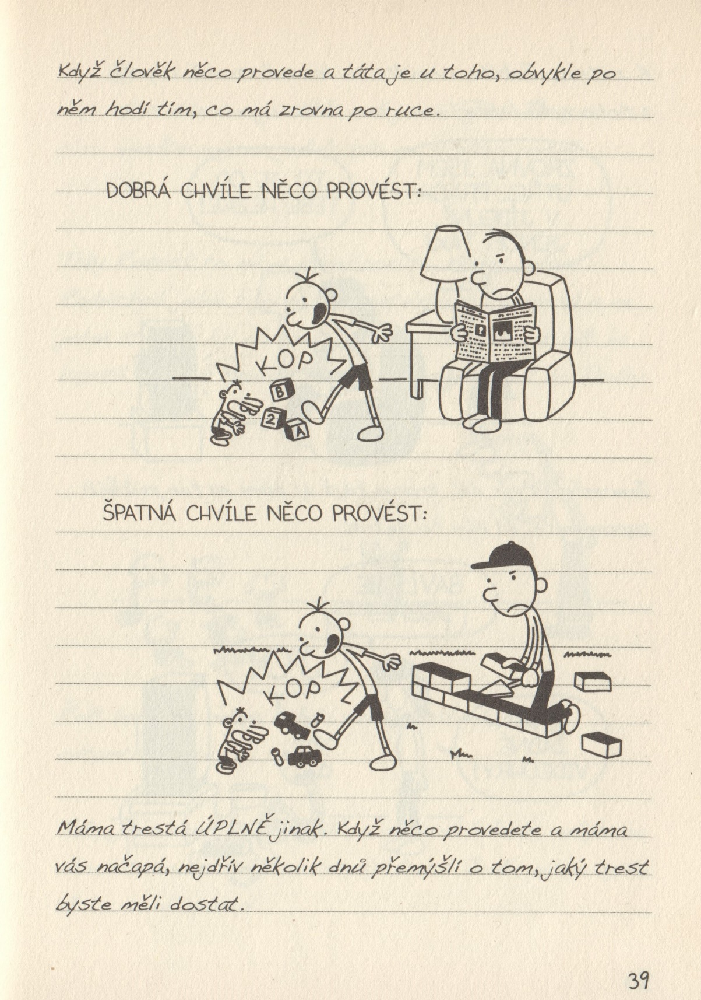 Když člověk něco provede a táta je u toho, obvykle po
něm hodí tím, co má zrovna po ruce.
DOBRÁ CHVÍLE NĚCO PROVÉST:
KOP
B
2
A
ŠPATNÁ CHVÍLE NĚCO PROVÉST:
KOP
Máma trestá ÚPLNĚ jinak. Když něco provedete a máma
vás načapá, nejdřív několik dnů přemýšlí o tom, jaký trest
byste měli dostat.
39